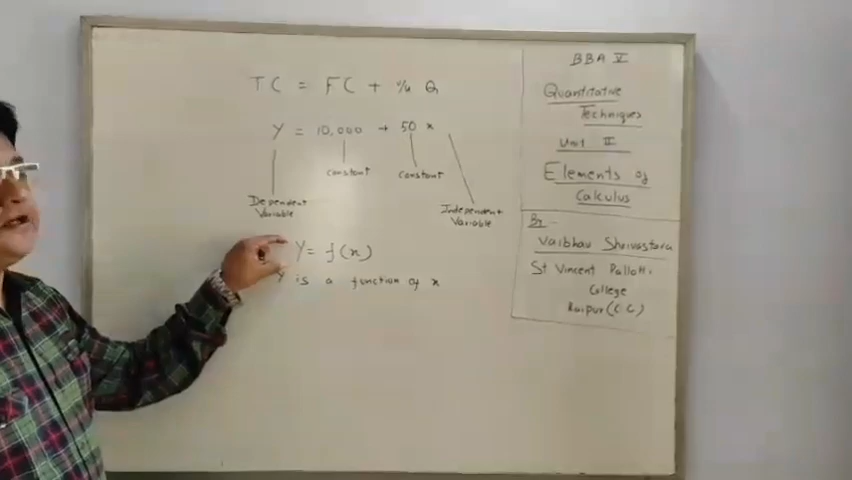 TC = FC + % Q
Y = 10,000 + 50 x
constant
constant
Dependent
Variable
Independent
Variable
Y = f(x)
Y is a function of x
BBA V
Quantitative
Techniques
Unit II
Elements of
Calculus
By
Vaibhav Shrivastava
St Vincent Pallotti
College
Raipur (C G)